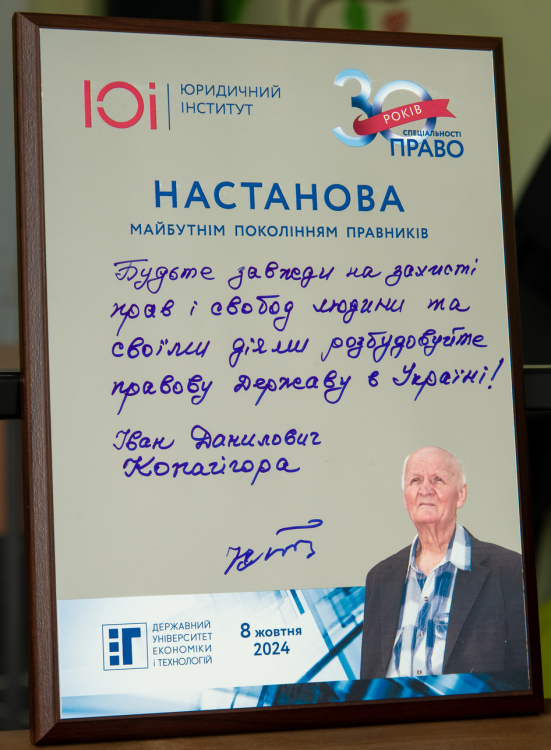 ЮІ ЮРИДИЧНИЙ
ІНСТИТУТ
30
РОКІВ
СПЕЦІАЛЬНОСТІ
ПРАВО
НАСТАНОВА
МАЙБУТНІМ ПОКОЛІННЯМ ПРАВНИКІВ
Будьте завжди на захисті
прав і свобод людини та
своїми діями розбудовуйте
правову Державу в Україні!
Іван Данилович
Копайгора
ДЕРЖАВНИЙ
УНІВЕРСИТЕТ
ЕКОНОМІКИ
І ТЕХНОЛОГІЙ
8 жовтня
2024